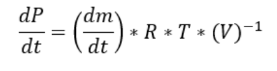 dP/dt = (dm/dt) * R * T * (V)⁻¹